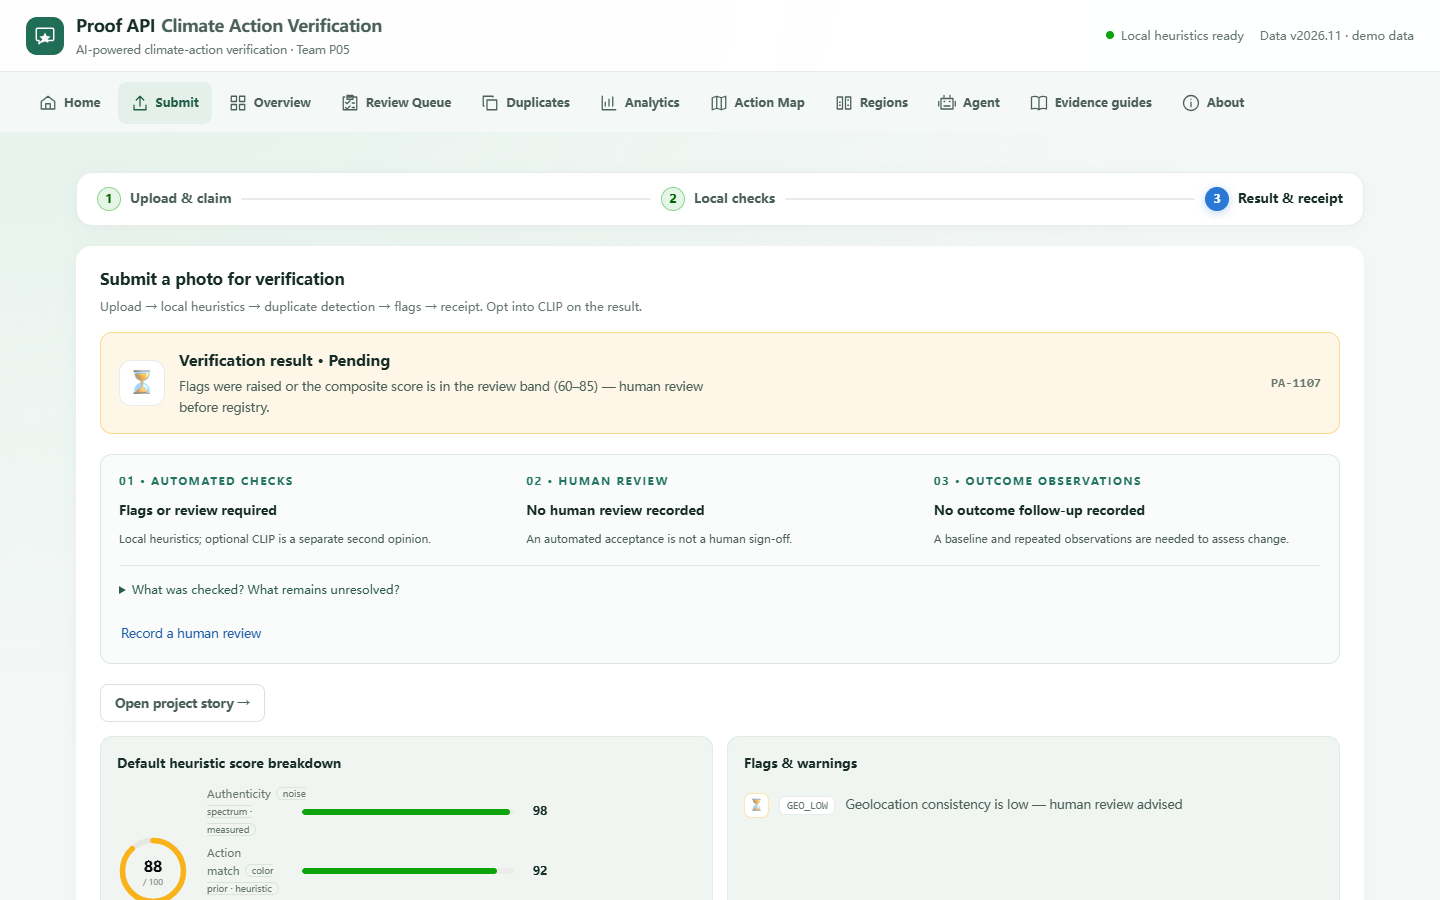 Proof API Climate Action Verification
AI-powered climate-action verification · Team P05
Local heuristics ready
Data v2026.11 · demo data
Home
Submit
Overview
Review Queue
Duplicates
Analytics
Action Map
Regions
Agent
Evidence guides
About
1 Upload & claim
2 Local checks
3 Result & receipt
Submit a photo for verification
Upload → local heuristics → duplicate detection → flags → receipt. Opt into CLIP on the result.
Verification result • Pending
Flags were raised or the composite score is in the review band (60–85) — human review
before registry.
PA-1107
01 • AUTOMATED CHECKS
Flags or review required
Local heuristics; optional CLIP is a separate second opinion.
02 • HUMAN REVIEW
No human review recorded
An automated acceptance is not a human sign-off.
03 • OUTCOME OBSERVATIONS
No outcome follow-up recorded
A baseline and repeated observations are needed to assess change.
▶ What was checked? What remains unresolved?
Record a human review
Open project story →
Default heuristic score breakdown
88
/ 100
Authenticity noise
spectrum ·
measured
98
Action
match color
prior · heuristic
92
Flags & warnings
GEO_LOW Geolocation consistency is low — human review advised